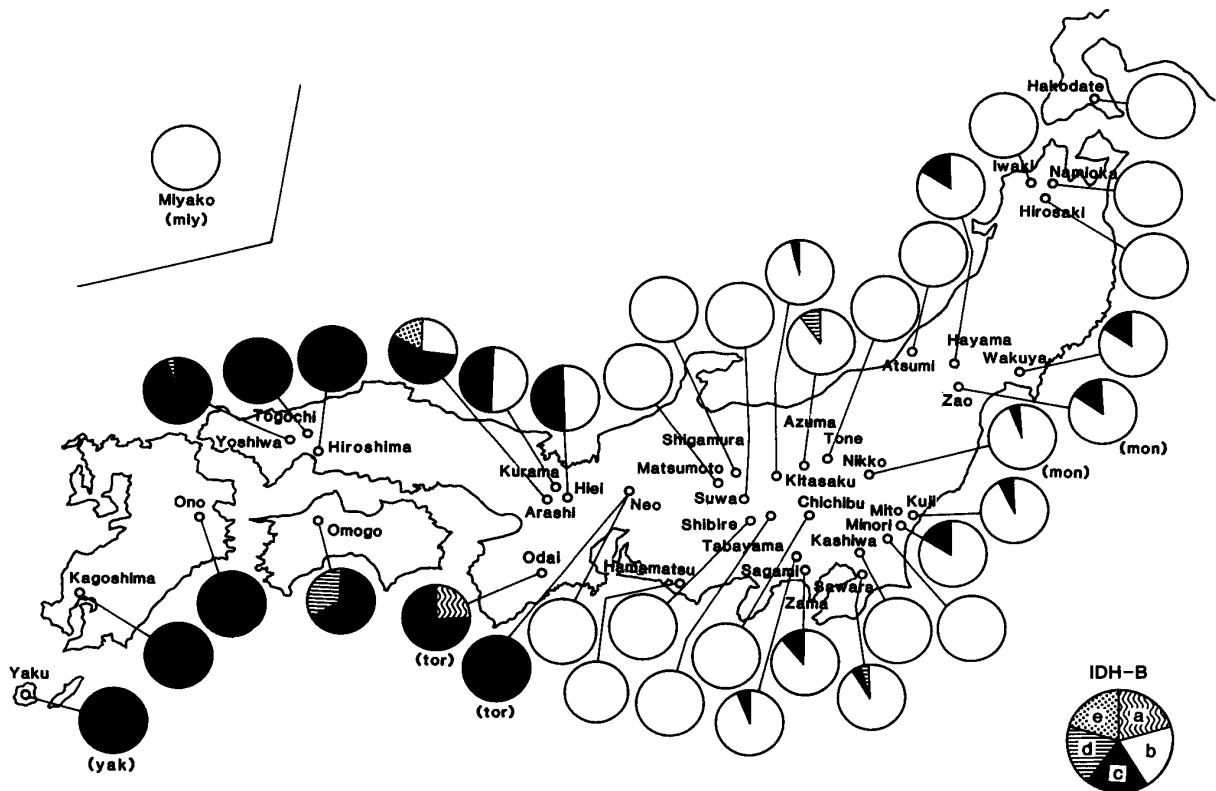 Hakodate
Iwaki
Namioka
Hirosaki
Miyako
(miy)
Hayama
Wakuya
Atsumi
Zao
(mon)
Togochi
Yoshiwa
Hiroshima
Azuma
Tone
Shigamura
Nikko
(mon)
Matsumoto
Kitasaku
Kurama
Hiei
Arashi
Neo
Suwa
Chichibu
Kuji
Mito
Minori
Ono
Omogo
Shibire
Kashiwa
Odai
Tabayama
Hamamatsu
Sagami
Sawara
Zama
Kagoshima
(tor)
(tor)
Yaku
(yak)
IDH-B
e
a
d
b
c